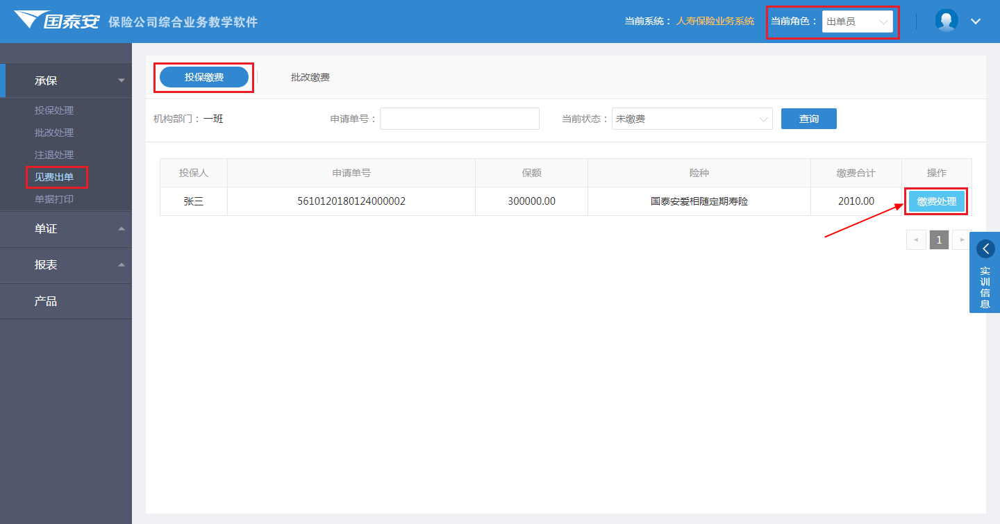 国泰安 保险公司综合业务教学软件
当前系统： 人寿保险业务系统 当前角色： 出单员
承保
投保处理
批改处理
注退处理
见费出单
单据打印
单证
报表
产品
投保缴费 批改缴费
机构部门： 一班 申请单号： 当前状态： 未缴费 查询
投保人 申请单号 保额 险种 缴费合计 操作
张三 5610120180124000002 300000.00 国泰安爱相随定期寿险 2010.00 缴费处理
1
实训信息